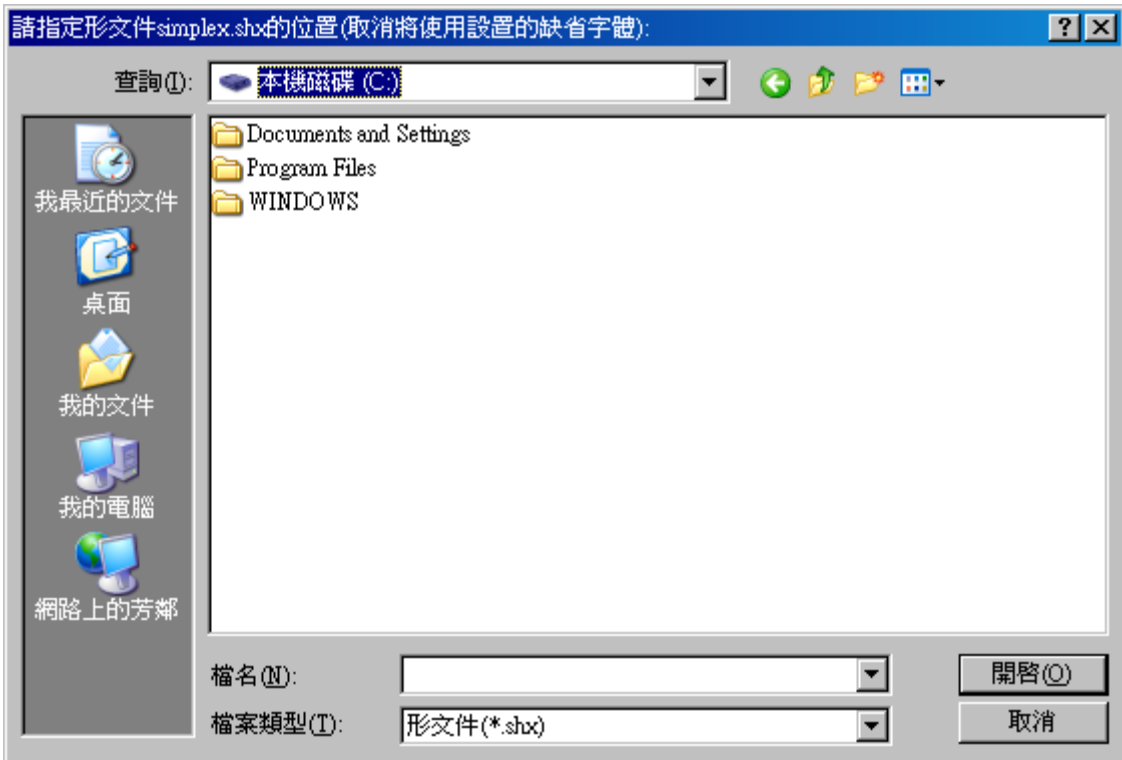 請指定形文件simplex.shx的位置(取消將使用設置的缺省字體):
查詢(I):
本機磁碟 (C:)
Documents and Settings
Program Files
WINDOWS
我最近的文件
桌面
我的文件
我的電腦
網路上的芳鄰
檔名(N):
開啓(O)
檔案類型(T):
形文件(*.shx)
取消